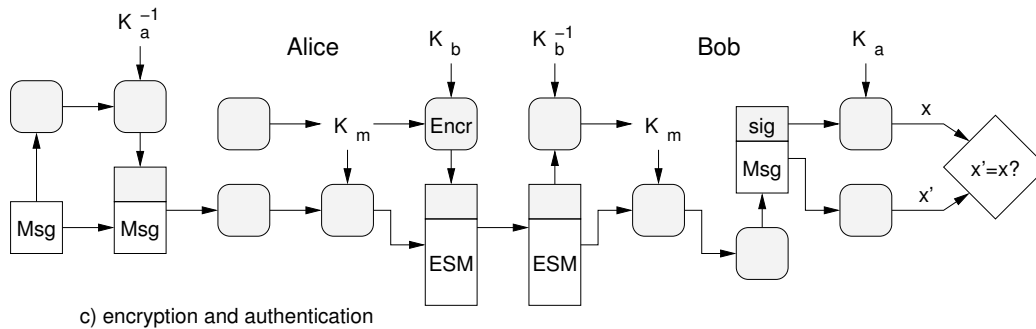 K a -1
Alice
K b
K b -1
Bob
K a
Encr
K m
K m
sig
x
Msg
x'=x?
Msg
Msg
x'
ESM
ESM
c) encryption and authentication